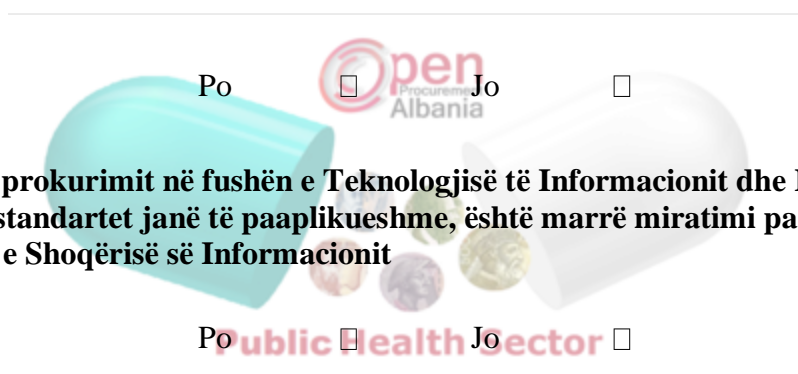 Open
Procurement
Albania
Po □ Jo □
prokurimit në fushën e Teknologjisë të Informacionit dhe
standartet janë të paaplikueshme, është marrë miratimi pa
e Shoqërisë së Informacionit
Po □ Jo □
Public Health Sector